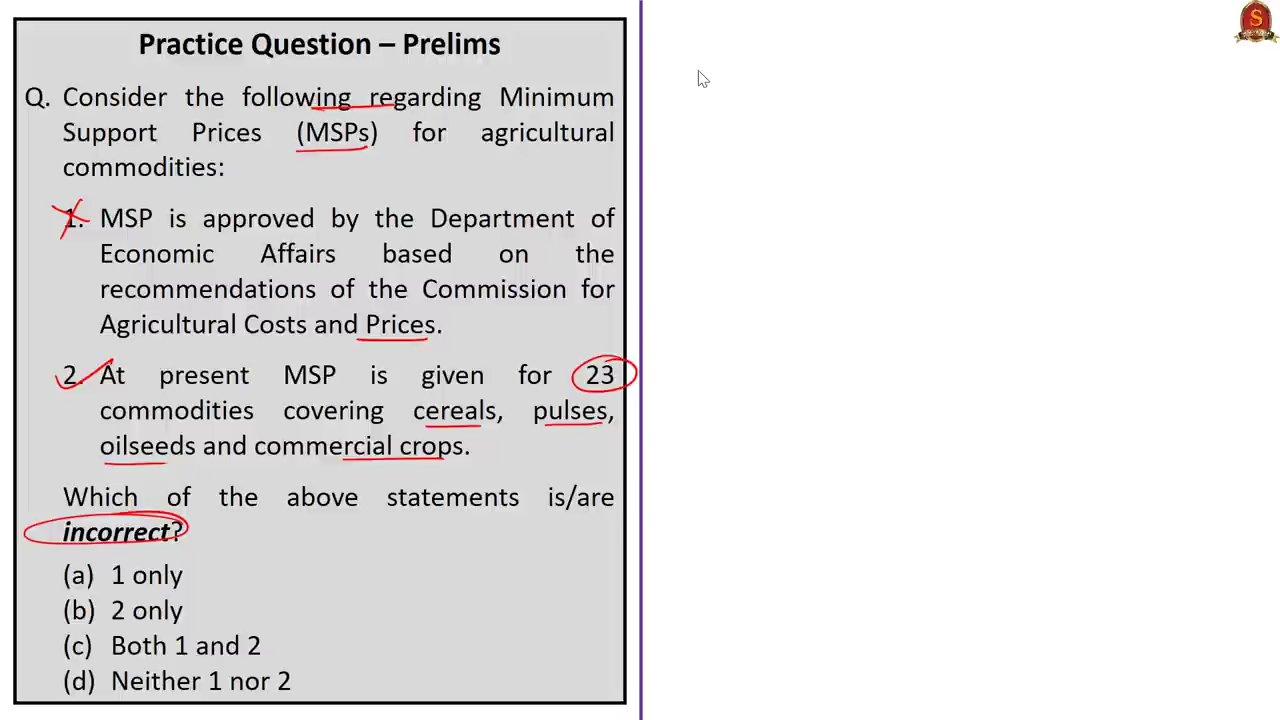 Practice Question – Prelims
Q. Consider the following regarding Minimum
Support Prices (MSPs) for agricultural
commodities:
1. MSP is approved by the Department of
Economic Affairs based on the
recommendations of the Commission for
Agricultural Costs and Prices.
2. At present MSP is given for 23
commodities covering cereals, pulses,
oilseeds and commercial crops.
Which of the above statements is/are
incorrect?
(a) 1 only
(b) 2 only
(c) Both 1 and 2
(d) Neither 1 nor 2
S